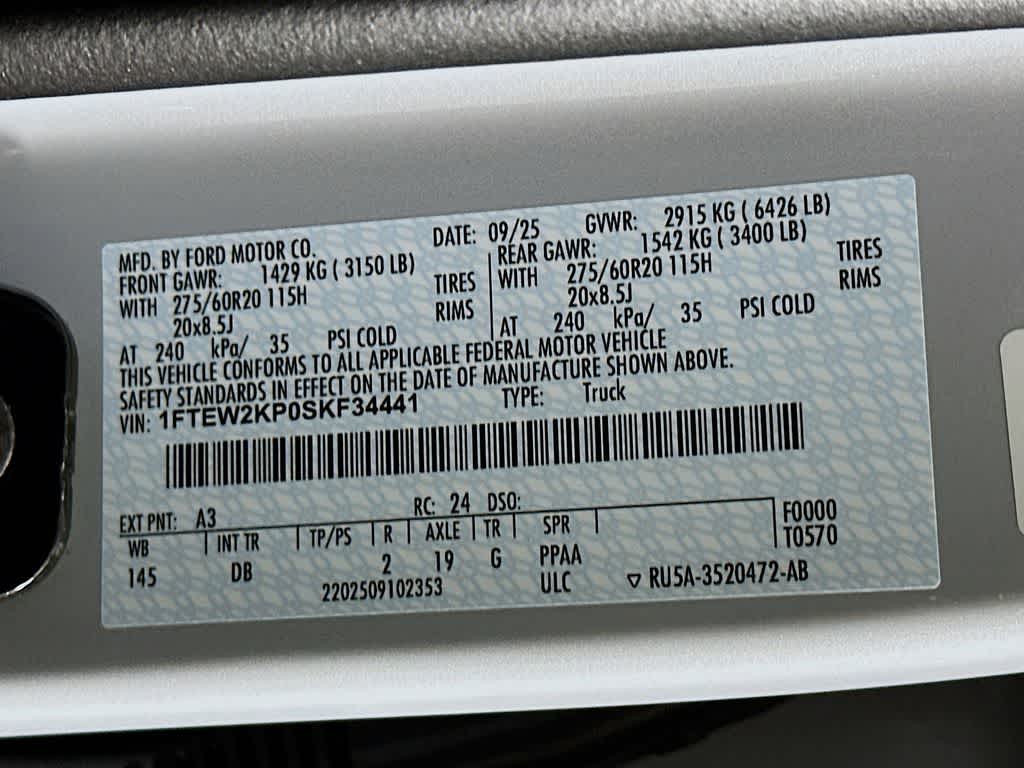 MFD. BY FORD MOTOR CO. DATE: 09/25 GVWR: 2915 KG ( 6426 LB)
FRONT GAWR: 1429 KG ( 3150 LB) REAR GAWR: 1542 KG ( 3400 LB)
WITH 275/60R20 115H TIRES WITH 275/60R20 115H TIRES
20x8.5J RIMS 20x8.5J RIMS
AT 240 kPa/ 35 PSI COLD AT 240 kPa/ 35 PSI COLD
THIS VEHICLE CONFORMS TO ALL APPLICABLE FEDERAL MOTOR VEHICLE
SAFETY STANDARDS IN EFFECT ON THE DATE OF MANUFACTURE SHOWN ABOVE.
VIN: 1FTEW2KP0SKF34441 TYPE: Truck
EXT PNT: A3 RC: 24 DSO: F0000
WB INT TR TP/PS R AXLE TR SPR T0570
145 DB 2 19 G PPAA
2202509102353 ULC ▽ RU5A-3520472-AB